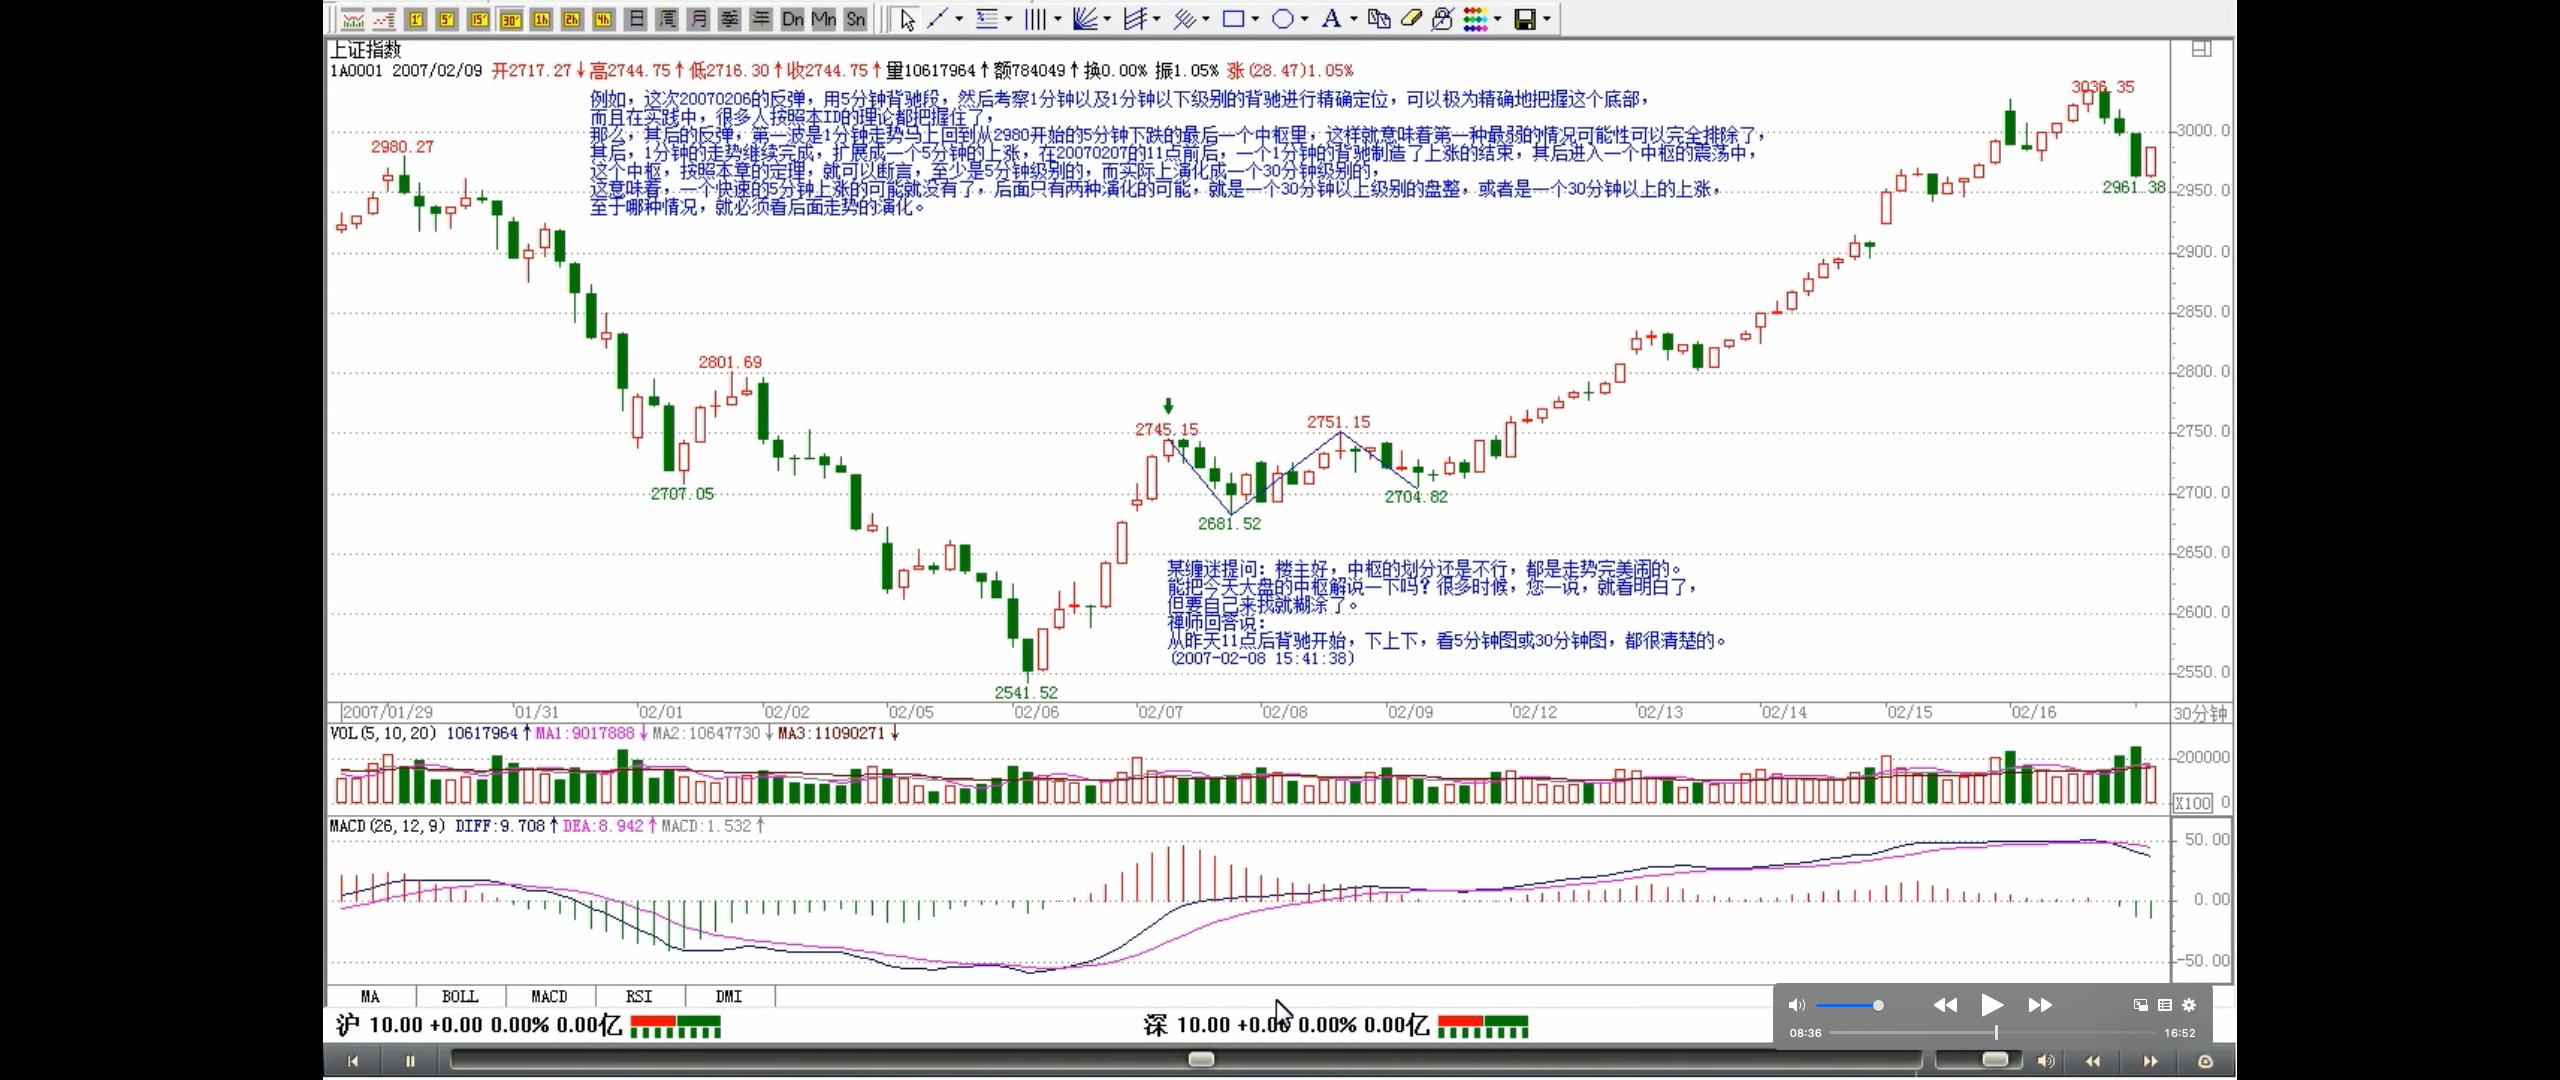 1' 5' 15' 30' 1h 2h 4h 日 周 月 季 年 Dn Mn Sn
上证指数
1A0001 2007/02/09 开2717.27↓高2744.75↑低2716.30↑收2744.75↑量10617964↑额784049↑换0.00% 振1.05% 涨(28.47)1.05%
例如，这次20070206的反弹，用5分钟背驰段，然后考察1分钟以及1分钟以下级别的背驰进行精确定位，可以极为精确地把握这个底部，
而且在实践中，很多人按照本ID的理论都把握住了，
那么，其后的反弹，第一波是1分钟走势马上回到从2980开始的5分钟下跌的最后一个中枢里，这样就意味着第一种最弱的情况可能性可以完全排除了，
其后，1分钟的走势继续完成，扩展成一个5分钟的上涨，在20070207的11点前后，一个1分钟的背驰制造了上涨的结束，其后进入一个中枢的震荡中，
这个中枢，按照本章的定理，就可以断言，至少是5分钟级别的，而实际上演化成一个30分钟级别的，
这意味着，一个快速的5分钟上涨的可能就没有了，后面只有两种演化的可能，就是一个30分钟以上级别的盘整，或者是一个30分钟以上的上涨，
至于哪种情况，就必须看后面走势的演化。
3036.35
3000.0
2980.27
2961.38
2950.0
2900.0
2850.0
2801.69
2800.0
2751.15
2745.15
2750.0
2707.05
2704.82
2700.0
2681.52
2650.0
某缠迷提问：楼主好，中枢的划分还是不行，都是走势完美闹的。
能把今天大盘的中枢解说一下吗？很多时候，您一说，就看明白了，
但要自己来我就糊涂了。
禅师回答说：
从昨天11点后背驰开始，下上下，看5分钟图或30分钟图，都很清楚的。
(2007-02-08 15:41:38)
2600.0
2550.0
2541.52
2007/01/29 01/31 02/01 02/02 02/05 02/06 02/07 02/08 02/09 02/12 02/13 02/14 02/15 02/16 30分钟
VOL(5,10,20) 10617964↑MA1:9017888↓MA2:10647730↓MA3:11090271↓
200000
X100 0
MACD(26,12,9) DIFF:9.708↑DEA:8.942↑MACD:1.532↑
50.00
0.00
-50.00
MA BOLL MACD RSI DMI
沪 10.00 +0.00 0.00% 0.00亿
深 10.00 +0.00 0.00% 0.00亿
08:36 16:52